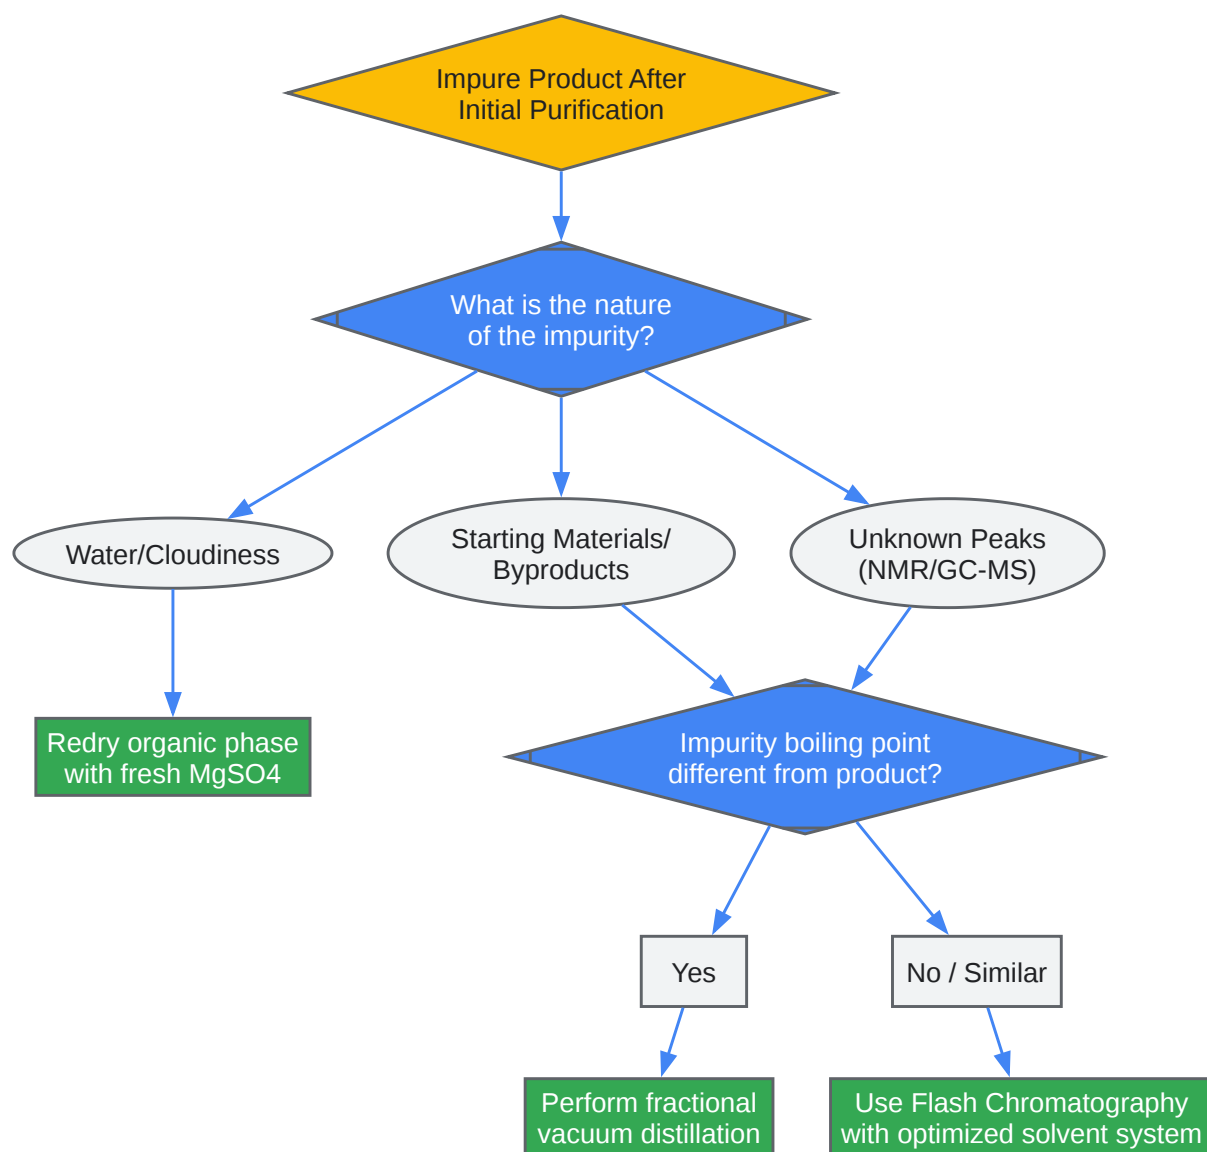 Impure Product After
Initial Purification
What is the nature
of the impurity?
Water/Cloudiness
Starting Materials/
Byproducts
Unknown Peaks
(NMR/GC-MS)
Redry organic phase
with fresh MgSO4
Impurity boiling point
different from product?
Yes
No / Similar
Perform fractional
vacuum distillation
Use Flash Chromatography
with optimized solvent system